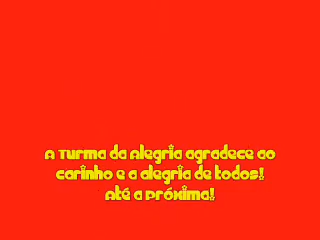 A Turma da Alegria agradece ao
carinho e a alegria de todos!
Até a próxima!